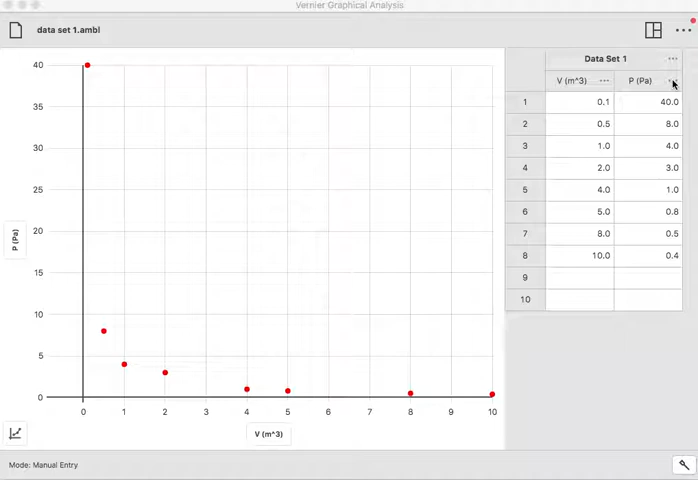 Vernier Graphical Analysis
data set 1.ambl
Data Set 1
V (m^3) P (Pa)
1 0.1 40.0
2 0.5 8.0
3 1.0 4.0
4 2.0 3.0
5 4.0 1.0
6 5.0 0.8
7 8.0 0.5
8 10.0 0.4
9
10
40
35
30
25
20
15
10
5
0
P (Pa)
0 1 2 3 4 5 6 7 8 9 10
V (m^3)
Mode: Manual Entry